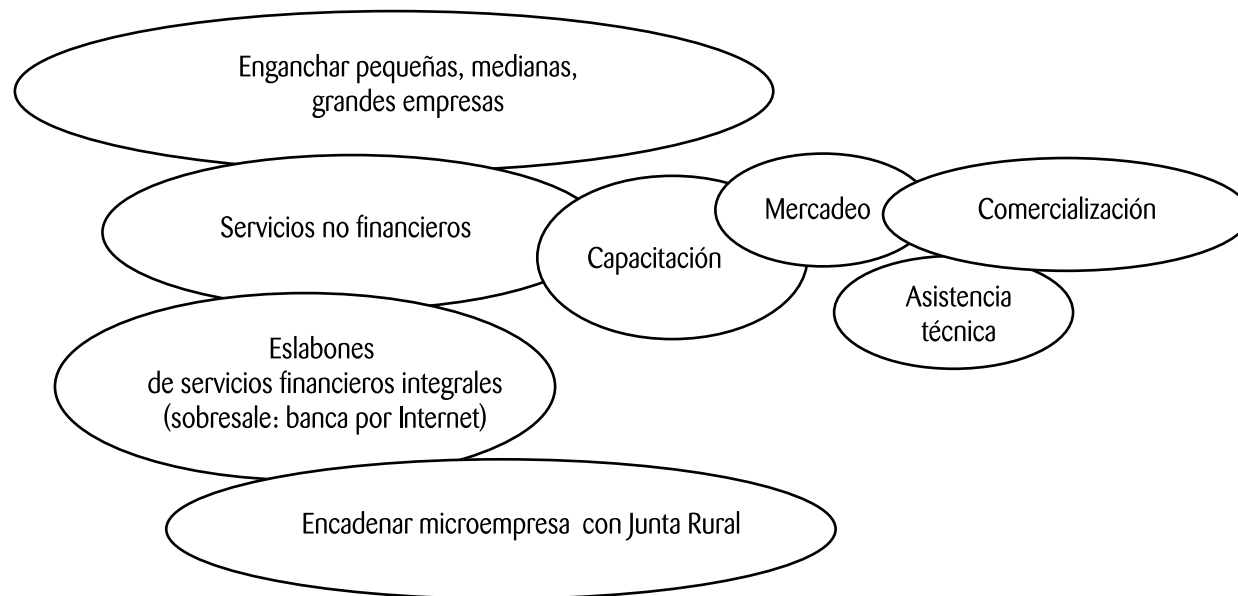 Enganchar pequeñas, medianas,
grandes empresas
Servicios no financieros
Capacitación
Mercadeo
Comercialización
Asistencia
técnica
Eslabones
de servicios financieros integrales
(sobresale: banca por Internet)
Encadenar microempresa con Junta Rural